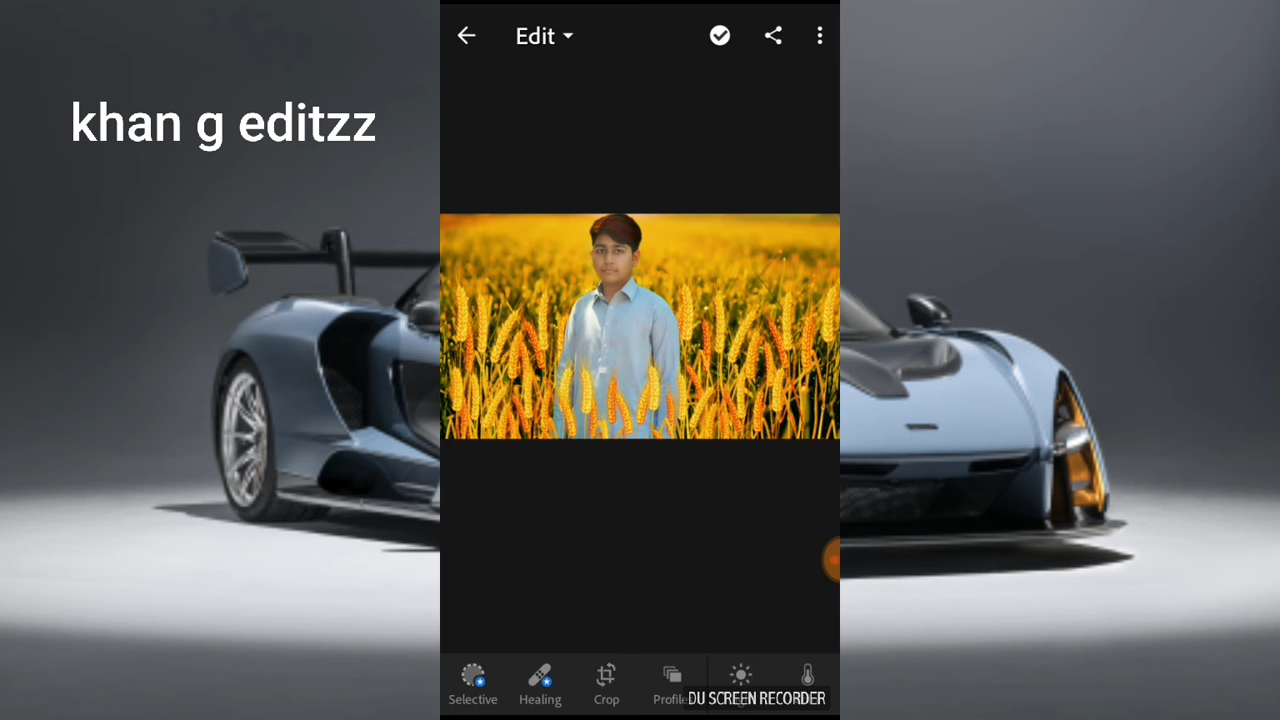 Edit
khan g editzz
Selective
Healing
Crop
Profile
DU SCREEN RECORDER